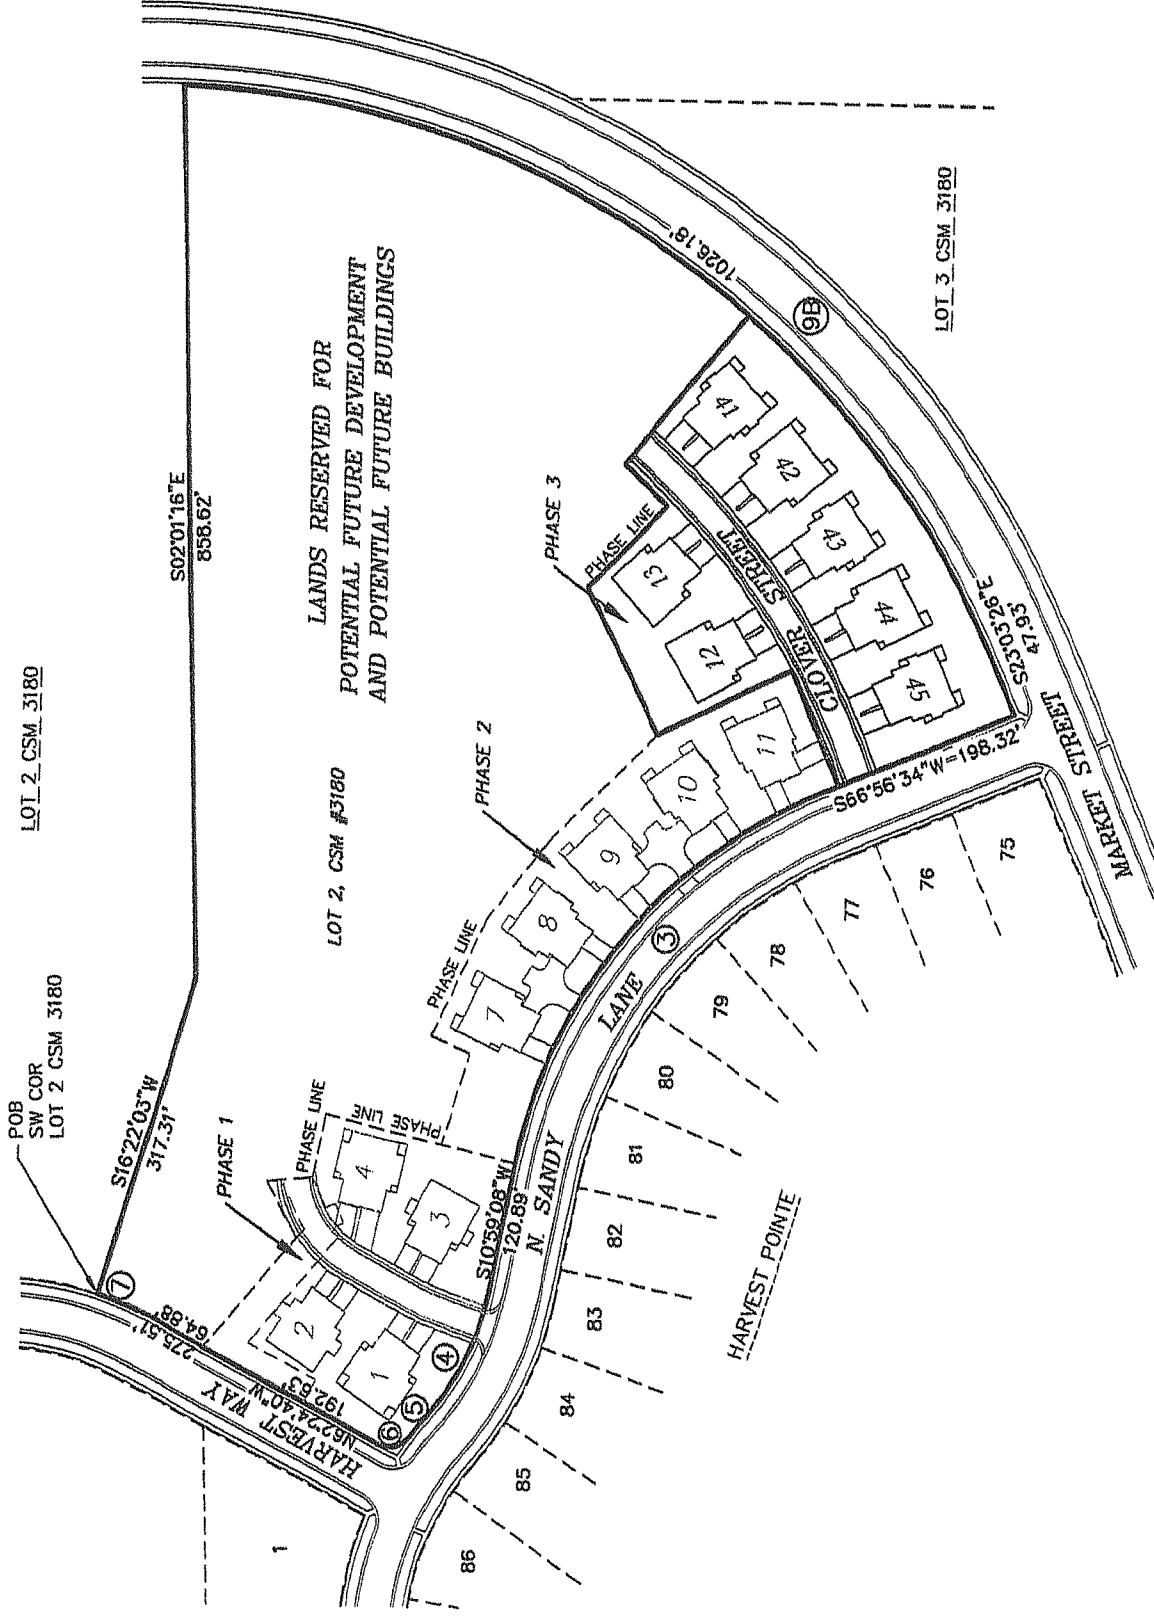 POB
SW COR
LOT 2 CSM 3180
LOT 2 CSM 3180
S16°22'03"W
317.31'
S02°01'16"E
858.62'
LANDS RESERVED FOR
POTENTIAL FUTURE DEVELOPMENT
AND POTENTIAL FUTURE BUILDINGS
LOT 2, CSM #3180
1026.18'
9B
LOT 3 CSM 3180
7
64.88'
275.51'
N62°24'40"W
192.63'
HARVEST WAY
PHASE 1
PHASE LINE
PHASE LINE
PHASE LINE
PHASE 2
PHASE 3
PHASE LINE
1
2
3
4
7
8
9
10
11
12
13
41
42
43
44
45
4
5
6
3
S10°59'08"W
120.89'
N. SANDY LANE
CLOVER STREET
S66°56'34"W=198.32'
S23°03'26"E
47.93'
MARKET STREET
1
86
85
84
83
82
81
80
79
78
77
76
75
HARVEST POINTE